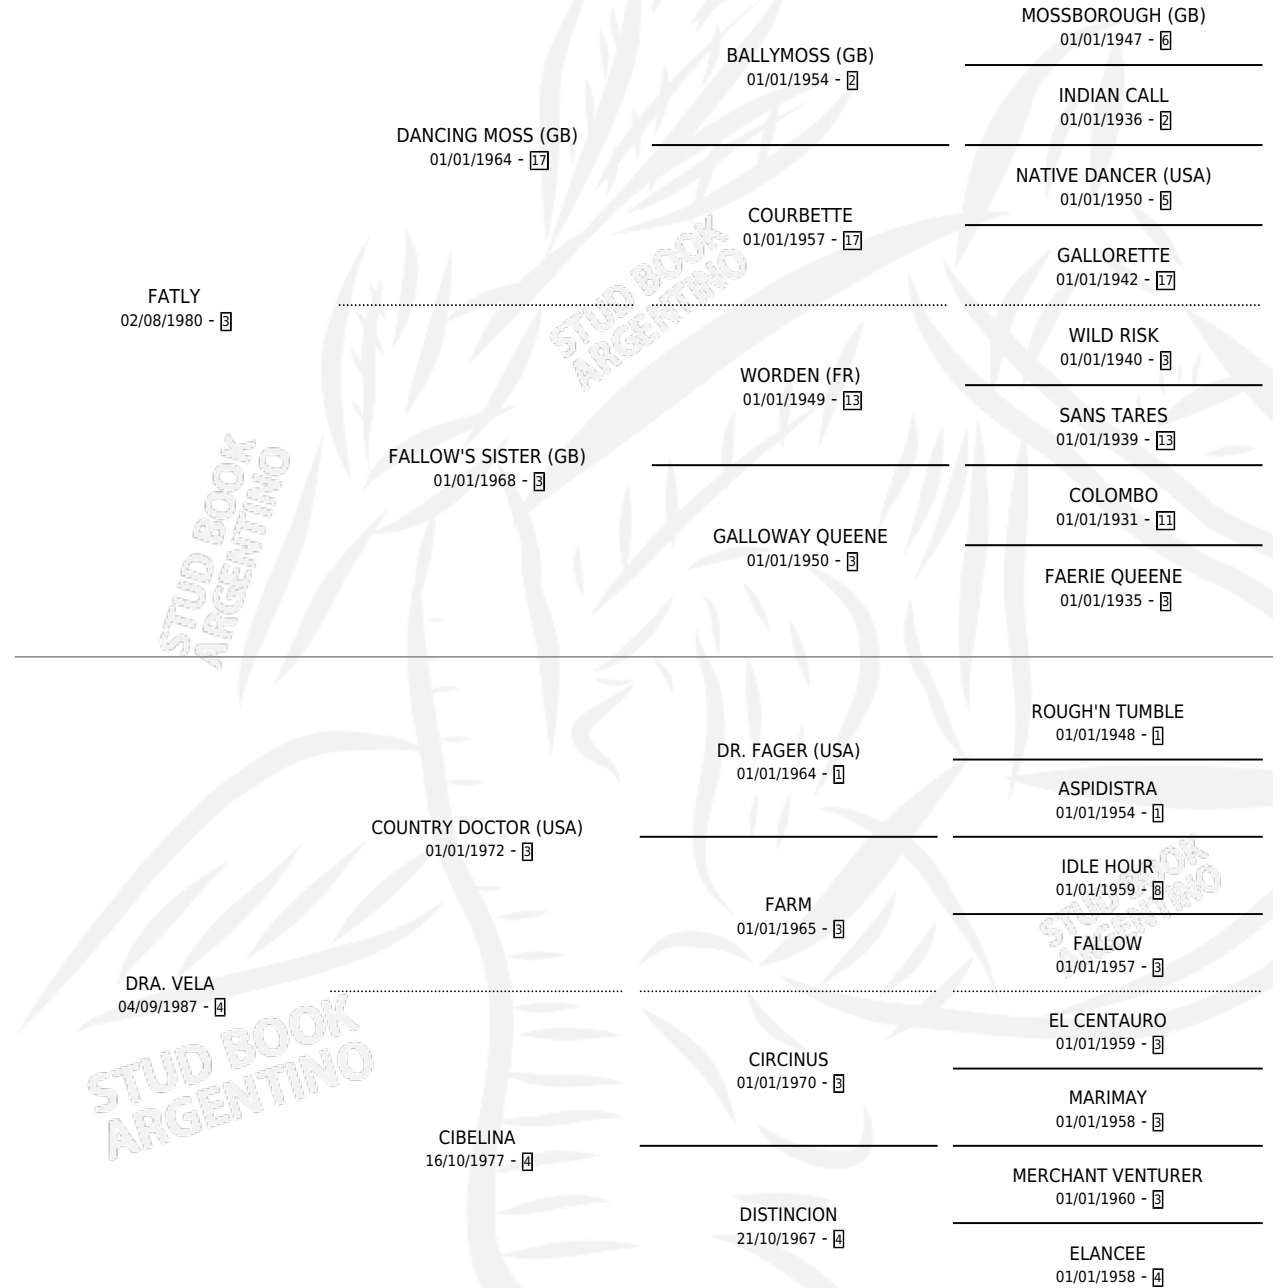 MOSSBOROUGH (GB)
01/01/1947 - 6
BALLYMOSS (GB)
01/01/1954 - 2
INDIAN CALL
01/01/1936 - 2
DANCING MOSS (GB)
01/01/1964 - 17
NATIVE DANCER (USA)
01/01/1950 - 5
COURBETTE
01/01/1957 - 17
GALLORETTE
01/01/1942 - 17
FATLY
02/08/1980 - 3
WILD RISK
01/01/1940 - 3
WORDEN (FR)
01/01/1949 - 13
SANS TARES
01/01/1939 - 13
FALLOW'S SISTER (GB)
01/01/1968 - 3
COLOMBO
01/01/1931 - 11
GALLOWAY QUEENE
01/01/1950 - 3
FAERIE QUEENE
01/01/1935 - 3
ROUGH'N TUMBLE
01/01/1948 - 1
DR. FAGER (USA)
01/01/1964 - 1
ASPIDISTRA
01/01/1954 - 1
COUNTRY DOCTOR (USA)
01/01/1972 - 3
IDLE HOUR
01/01/1959 - 8
FARM
01/01/1965 - 3
FALLOW
01/01/1957 - 3
DRA. VELA
04/09/1987 - 4
EL CENTAURO
01/01/1959 - 3
CIRCINUS
01/01/1970 - 3
MARIMAY
01/01/1958 - 3
CIBELINA
16/10/1977 - 4
MERCHANT VENTURER
01/01/1960 - 3
DISTINCION
21/10/1967 - 4
ELANCEE
01/01/1958 - 4
STUD BOOK
ARGENTINO
STUD BOOK
ARGENTINO
STUD BOOK
ARGENTINO
STUD BOOK
ARGENTINO